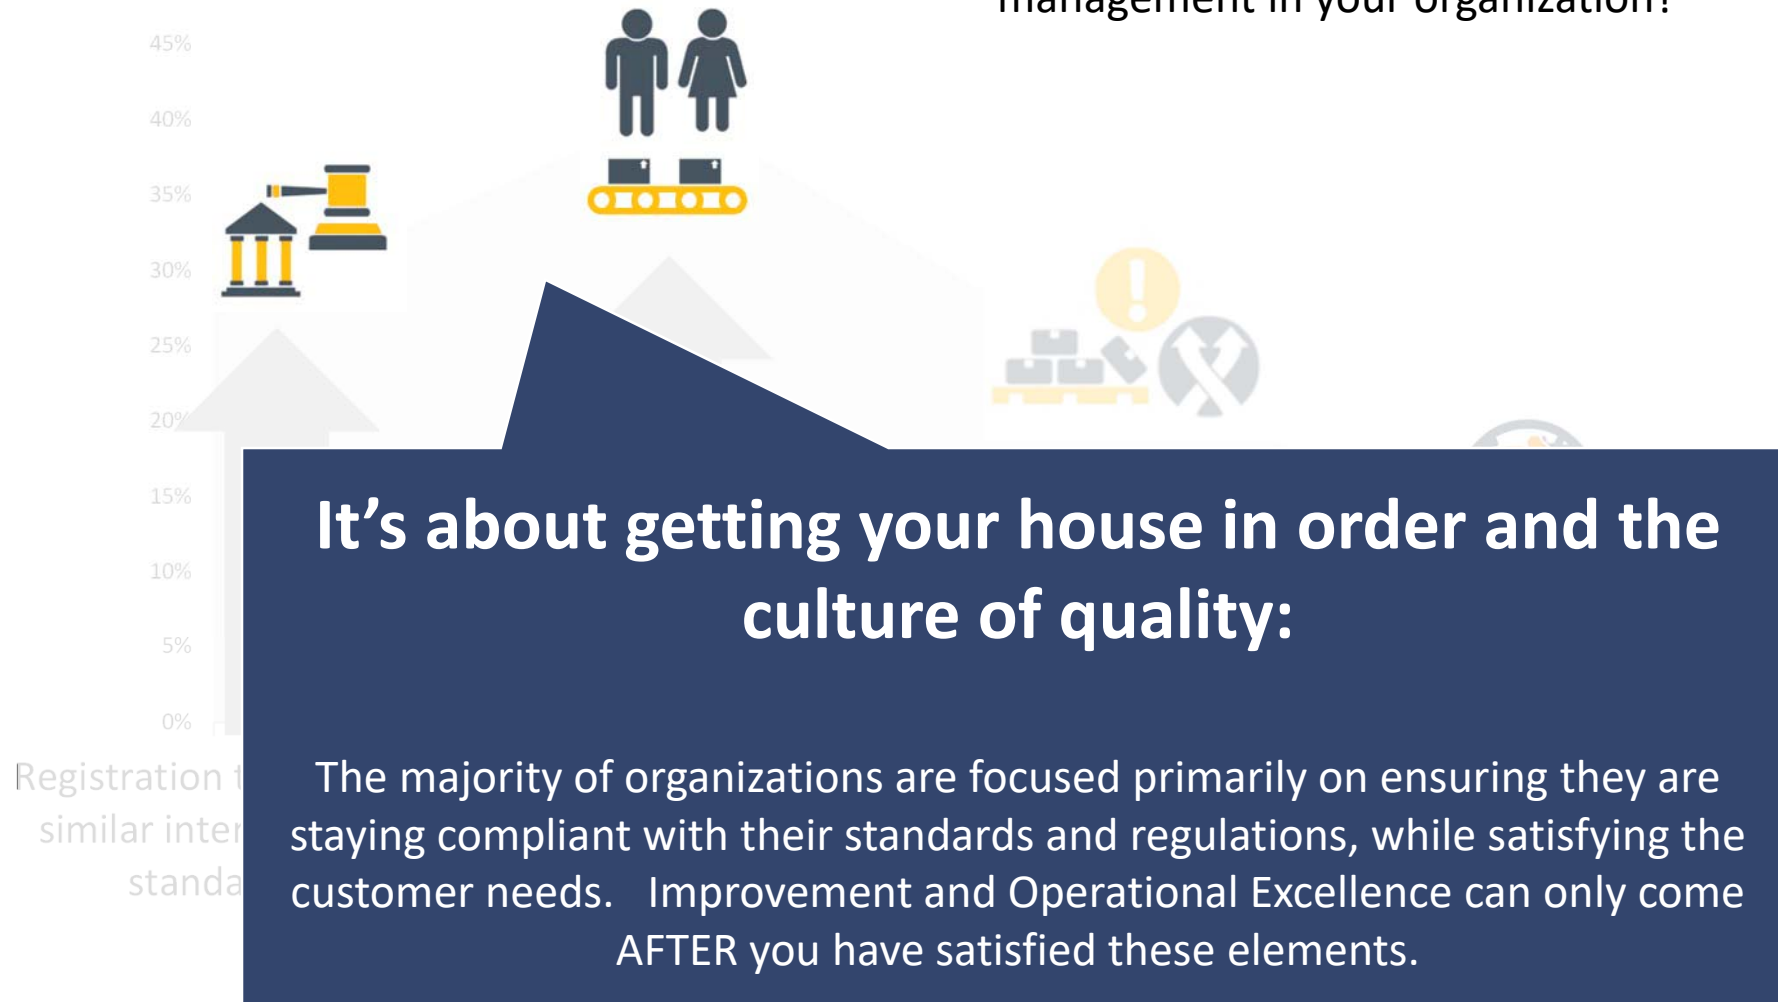 management in your organization?
45%
40%
35%
30%
25%
20%
15%
10%
5%
0%
Registration
similar
It’s about getting your house in order and the
culture of quality:
The majority of organizations are focused primarily on ensuring they are
staying compliant with their standards and regulations, while satisfying the
customer needs.   Improvement and Operational Excellence can only come
AFTER you have satisfied these elements.